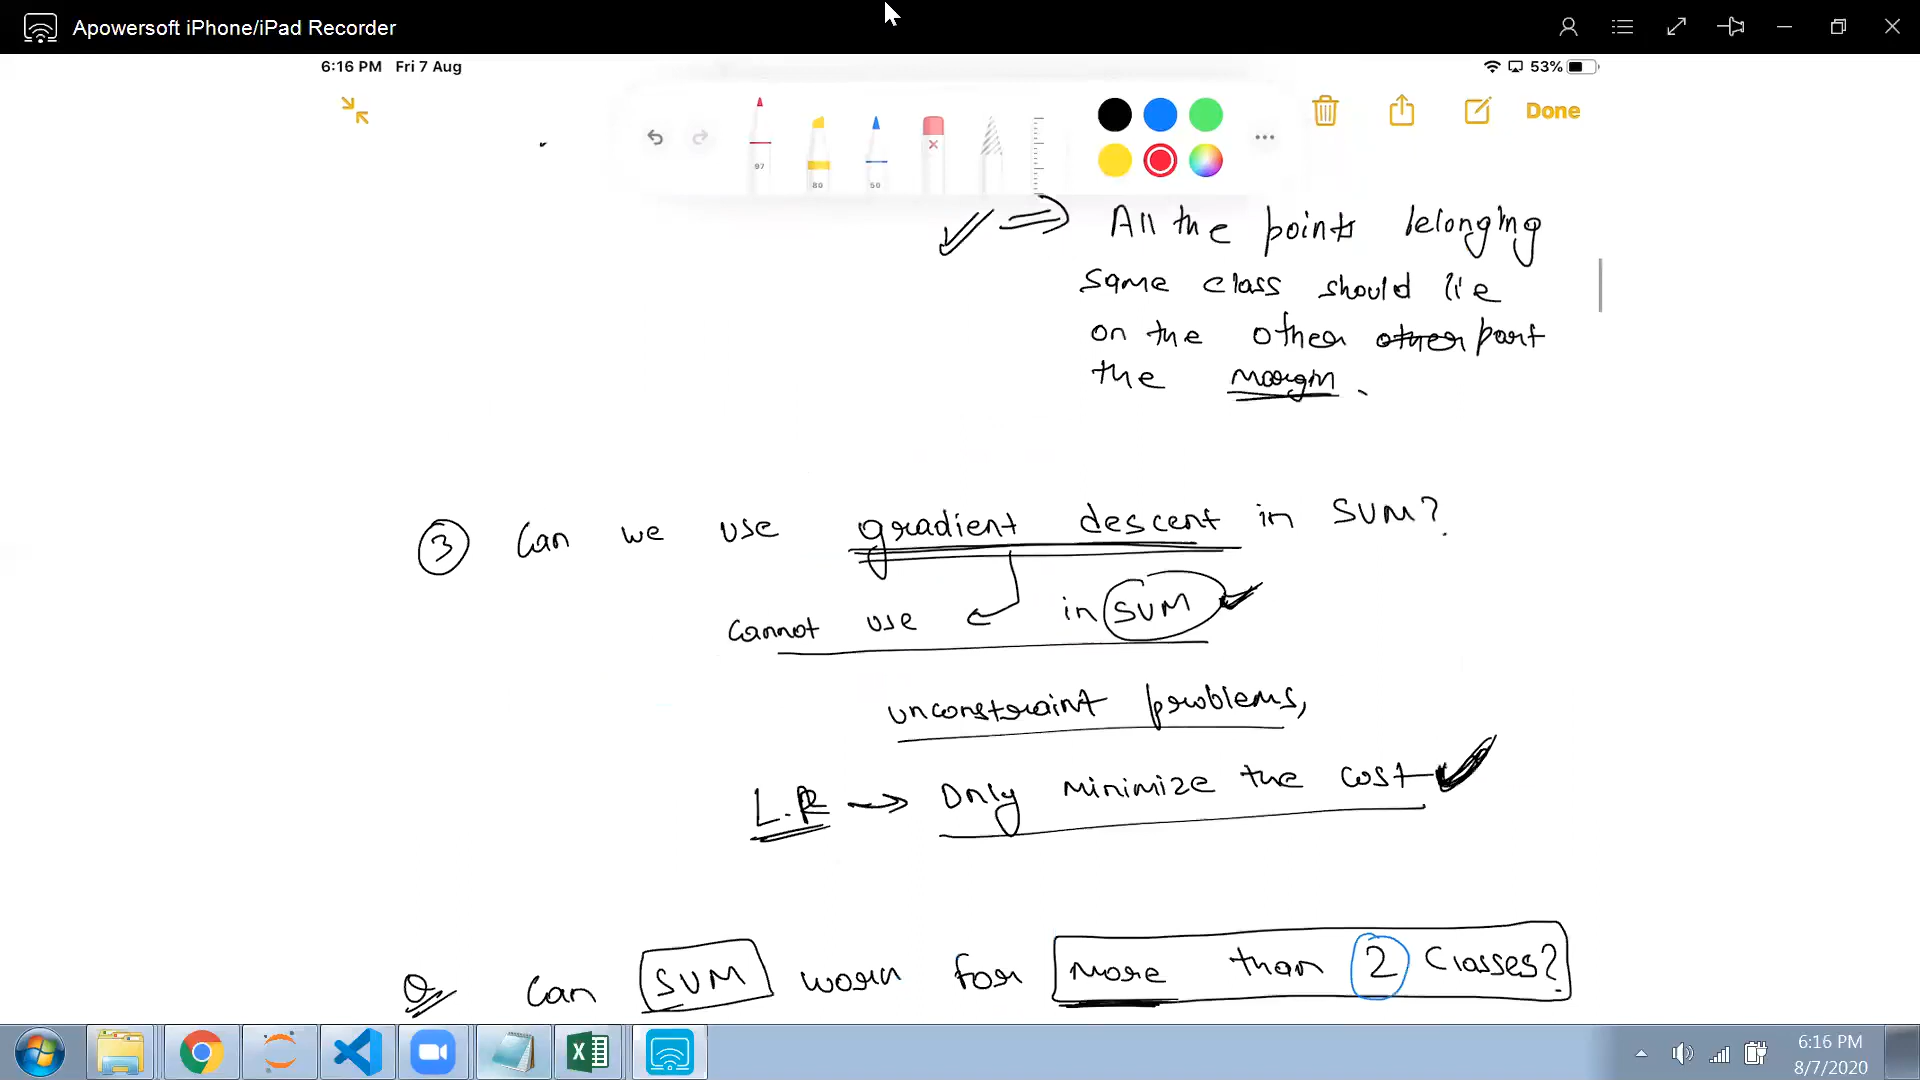 Apowersoft iPhone/iPad Recorder
6:16 PM Fri 7 Aug
53%
Done
97
80
50
⇒ All the points belonging
same class should lie
on the other other part
the margin.
③ Can we use gradient descent in SVM?
cannot use ← in SVM
unconstraint problems,
L.R → Only minimize the cost
Q Can SVM work for more than 2 classes?
6:16 PM
8/7/2020